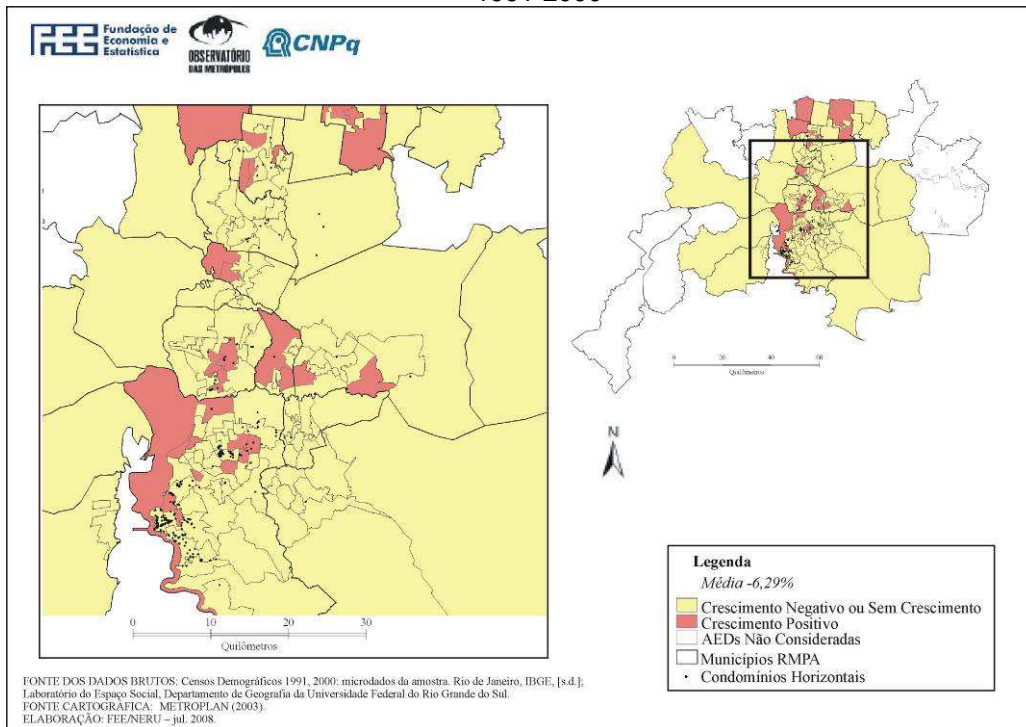 1991-2000
FEE Fundação de
Economia e
Estatística
OBSERVATÓRIO
DAS METRÓPOLES
CNPq
0 20 40 60
Quilômetros
N
0 10 20 30
Quilômetros
Legenda
Média -6,29%
Crescimento Negativo ou Sem Crescimento
Crescimento Positivo
AEDs Não Consideradas
Municípios RMPA
Condomínios Horizontais
FONTE DOS DADOS BRUTOS: Censos Demográficos 1991, 2000: microdados da amostra. Rio de Janeiro, IBGE, [s.d.];
Laboratório do Espaço Social, Departamento de Geografia da Universidade Federal do Rio Grande do Sul.
FONTE CARTOGRÁFICA: METROPLAN (2003).
ELABORAÇÃO: FEE/NERU – jul. 2008.